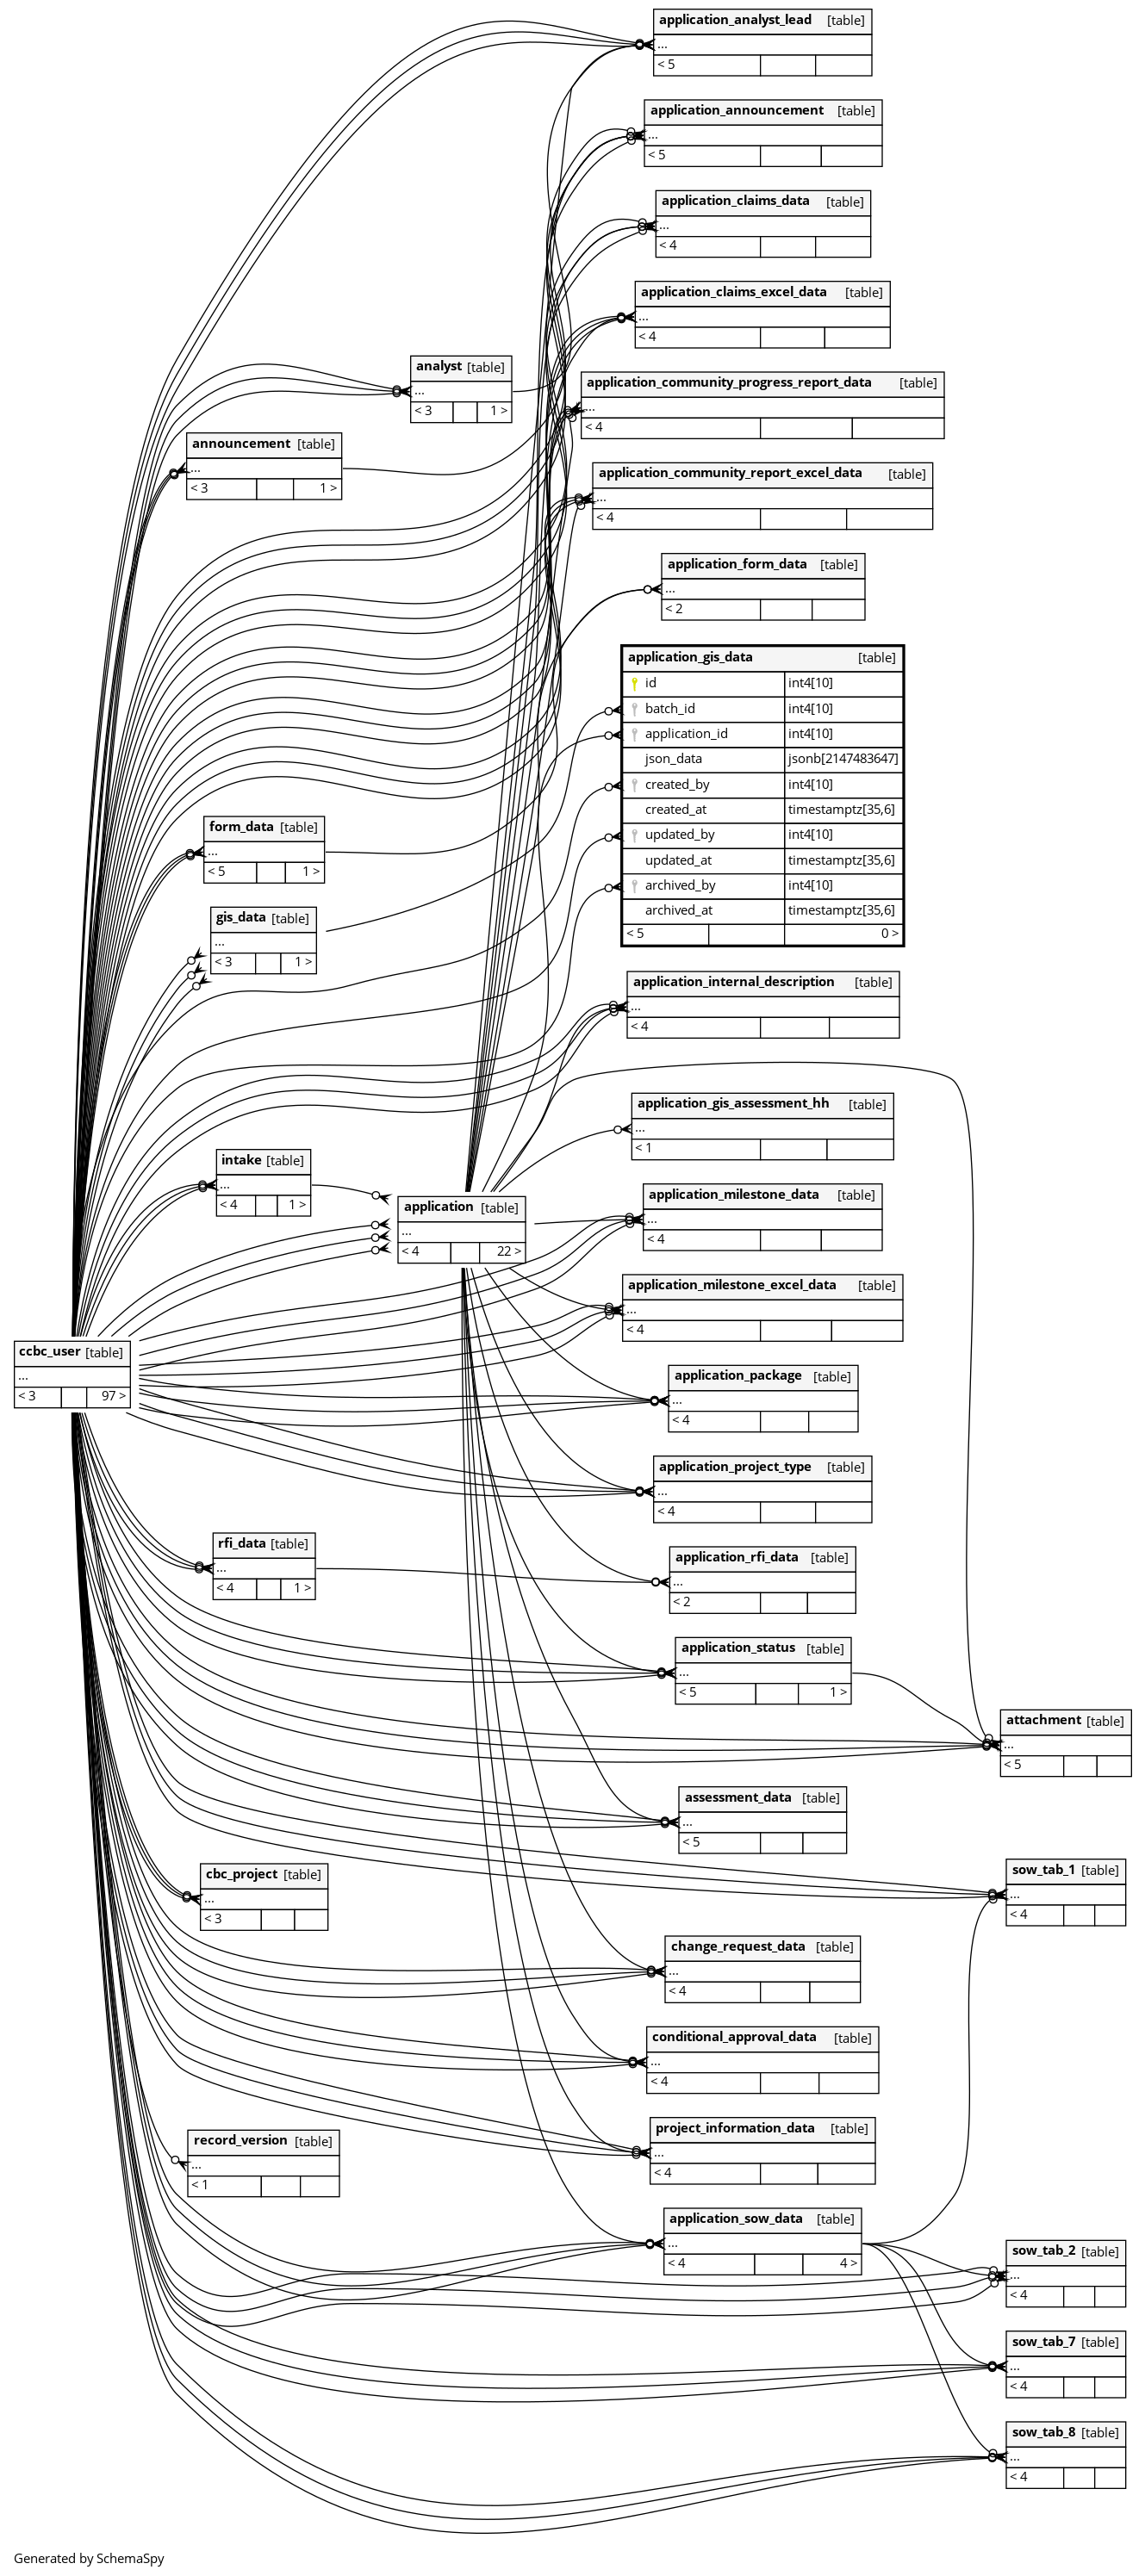 application_analyst_lead [table]
...
< 5
application_announcement [table]
...
< 5
application_claims_data [table]
...
< 4
application_claims_excel_data [table]
...
< 4
analyst [table]
...
< 3 1 >
application_community_progress_report_data [table]
...
< 4
announcement [table]
...
< 3 1 >
application_community_report_excel_data [table]
...
< 4
application_form_data [table]
...
< 2
application_gis_data [table]
id int4[10]
batch_id int4[10]
application_id int4[10]
json_data jsonb[2147483647]
created_by int4[10]
created_at timestamptz[35,6]
updated_by int4[10]
updated_at timestamptz[35,6]
archived_by int4[10]
archived_at timestamptz[35,6]
< 5 0 >
form_data [table]
...
< 5 1 >
gis_data [table]
...
< 3 1 >
application_internal_description [table]
...
< 4
application_gis_assessment_hh [table]
...
< 1
intake [table]
...
< 4 1 >
application [table]
...
< 4 22 >
application_milestone_data [table]
...
< 4
application_milestone_excel_data [table]
...
< 4
ccbc_user [table]
...
< 3 97 >
application_package [table]
...
< 4
application_project_type [table]
...
< 4
rfi_data [table]
...
< 4 1 >
application_rfi_data [table]
...
< 2
application_status [table]
...
< 5 1 >
attachment [table]
...
< 5
assessment_data [table]
...
< 5
cbc_project [table]
...
< 3
sow_tab_1 [table]
...
< 4
change_request_data [table]
...
< 4
conditional_approval_data [table]
...
< 4
project_information_data [table]
...
< 4
record_version [table]
...
< 1
application_sow_data [table]
...
< 4 4 >
sow_tab_2 [table]
...
< 4
sow_tab_7 [table]
...
< 4
sow_tab_8 [table]
...
< 4
Generated by SchemaSpy